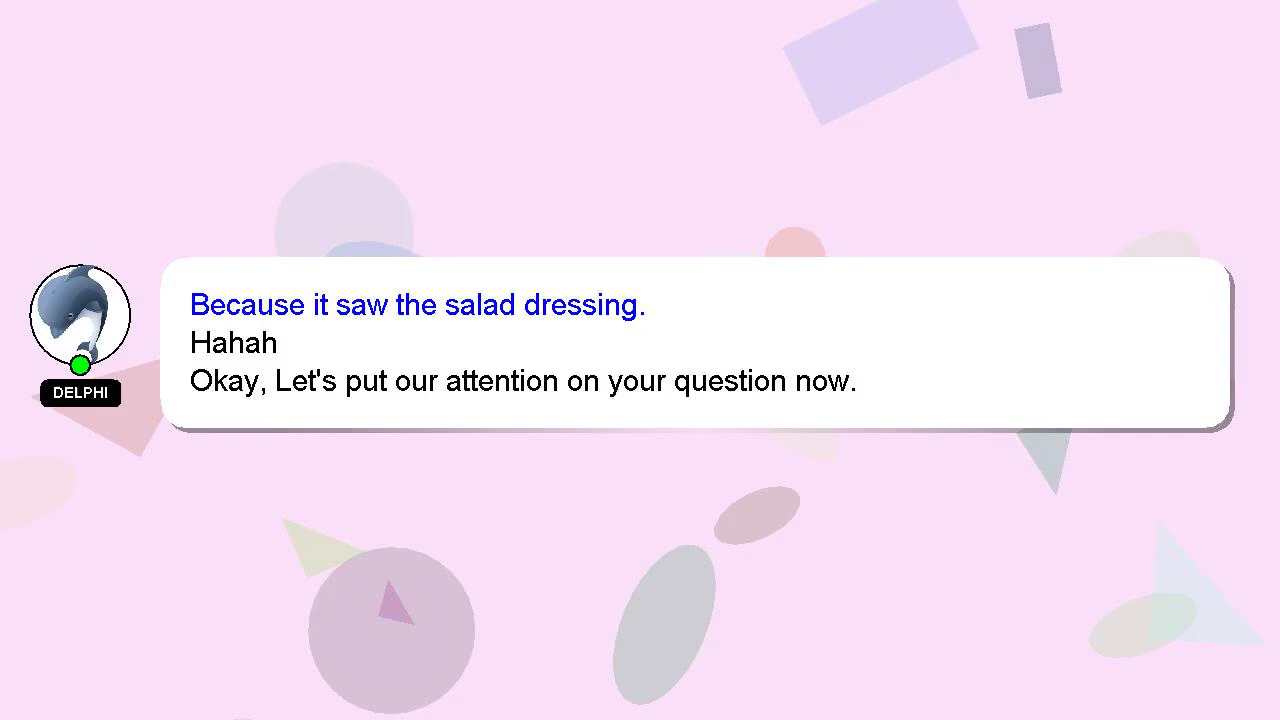 Because it saw the salad dressing.
Hahah
Okay, Let's put our attention on your question now.
DELPHI